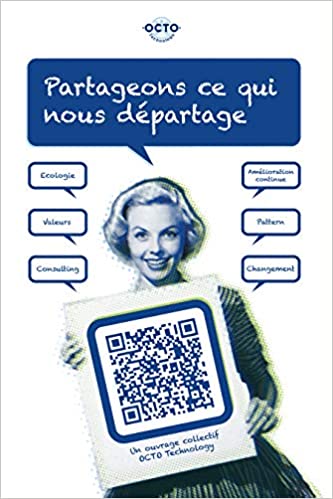 OCTO
Technology
Partageons ce qui
nous départage
Ecologie
Amélioration
continue
Valeurs
Pattern
Consulting
Changement
Un ouvrage collectif
OCTO Technology